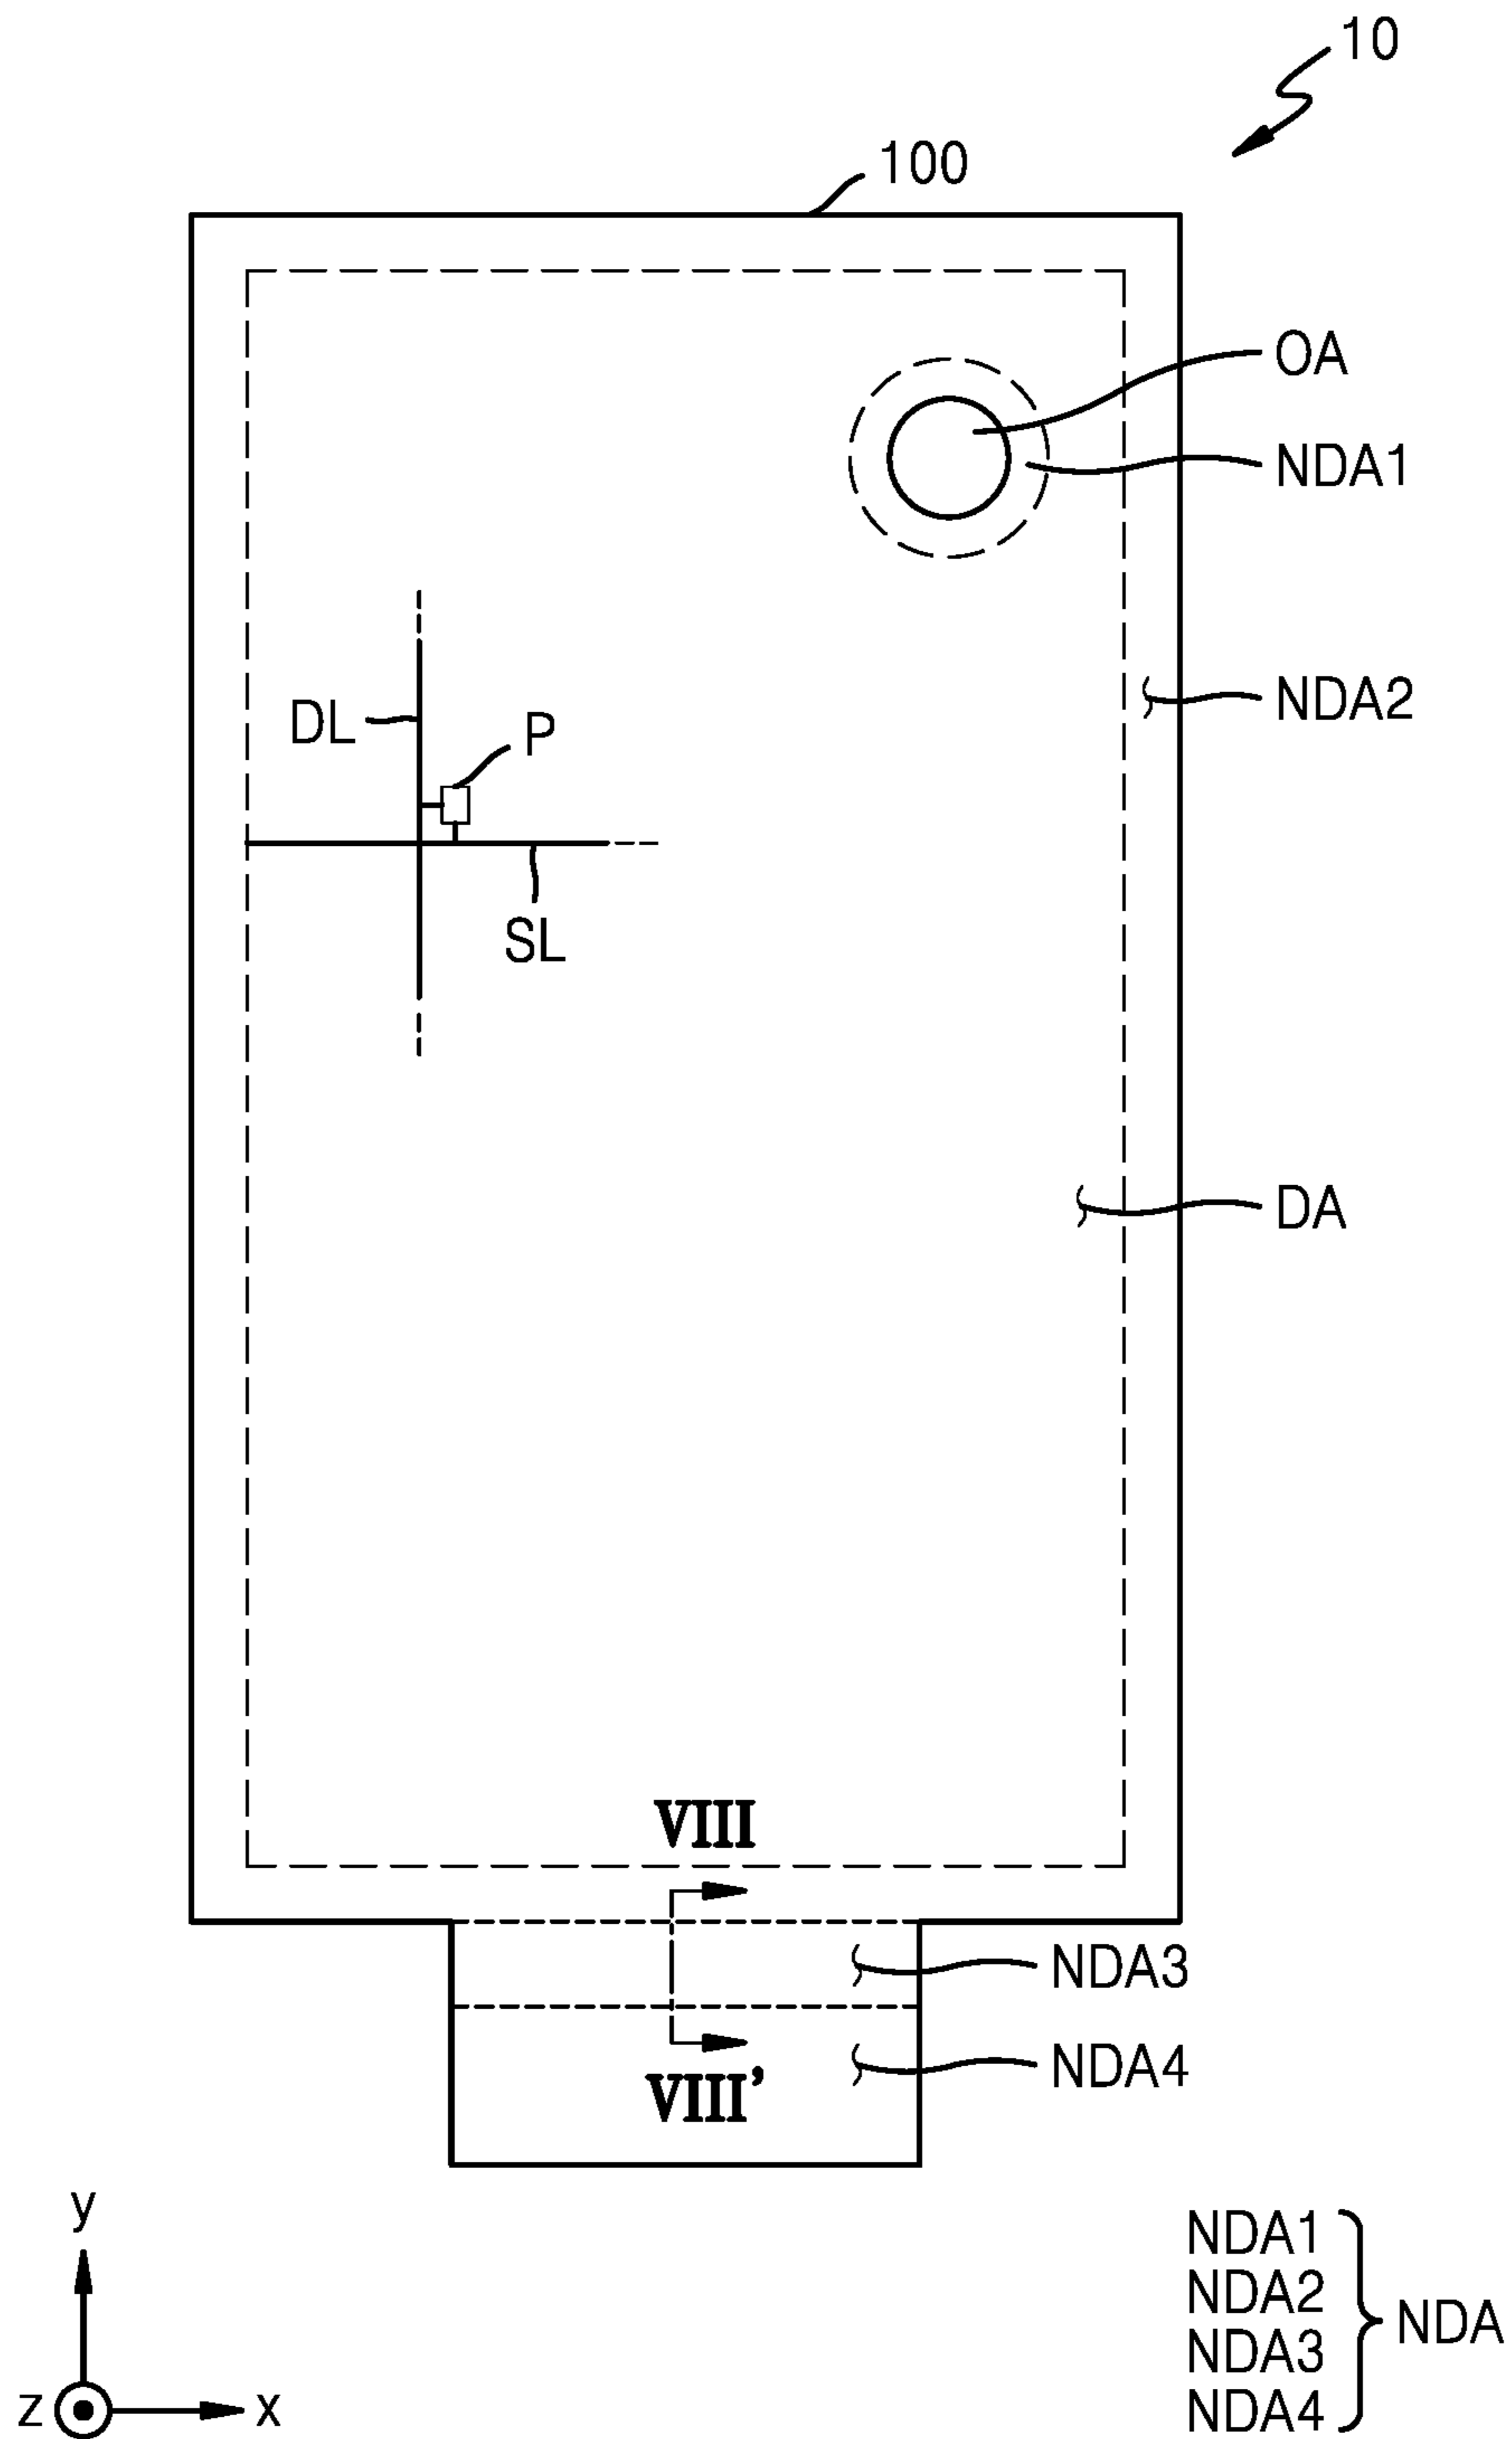 10
100
OA
NDA1
NDA2
DL
P
SL
DA
VIII
NDA3
NDA4
VIII'
y
z
x
NDA1
NDA2
NDA3
NDA4
NDA